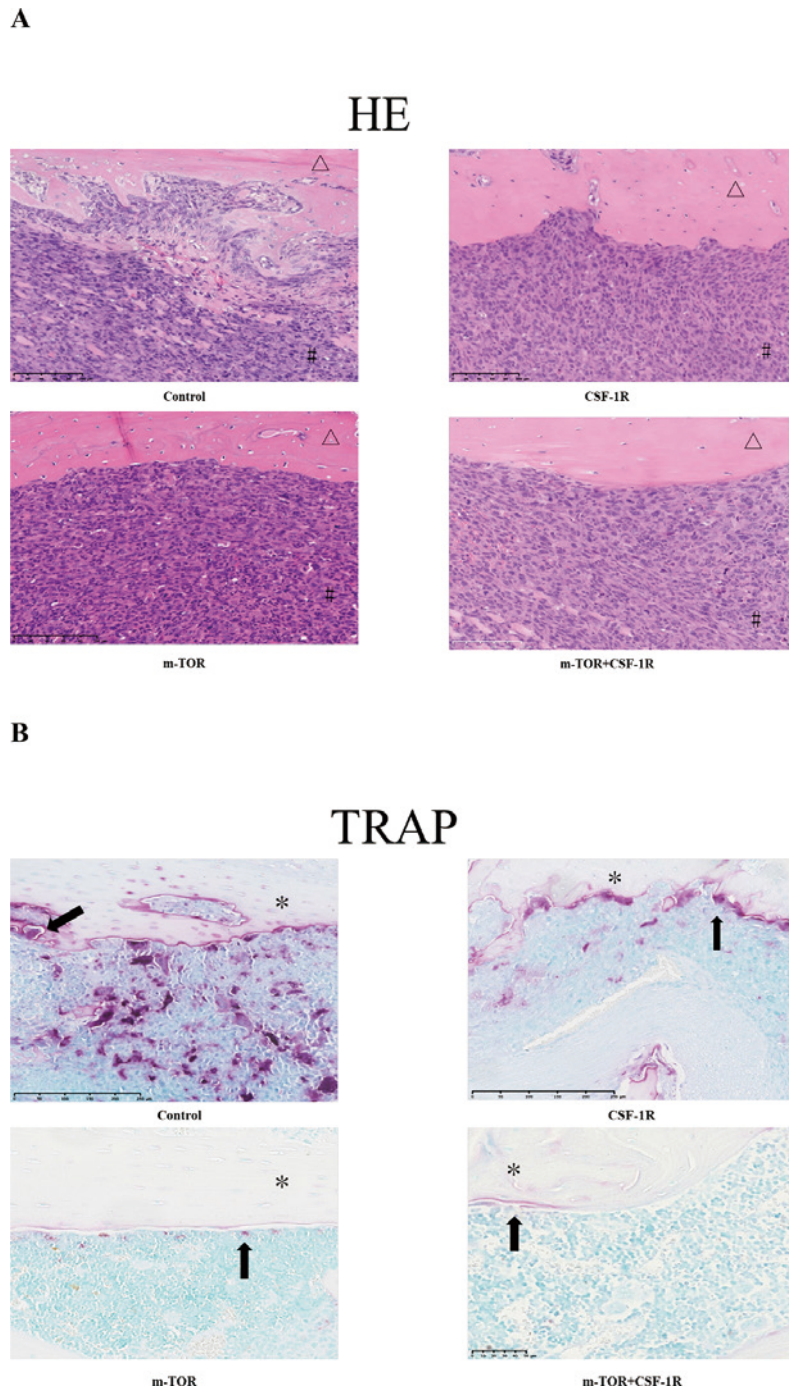 A
HE
△
△
#
#
Control
CSF-1R
△
△
#
#
m-TOR
m-TOR+CSF-1R
B
TRAP
*
*
Control
CSF-1R
*
*
m-TOR
m-TOR+CSF-1R